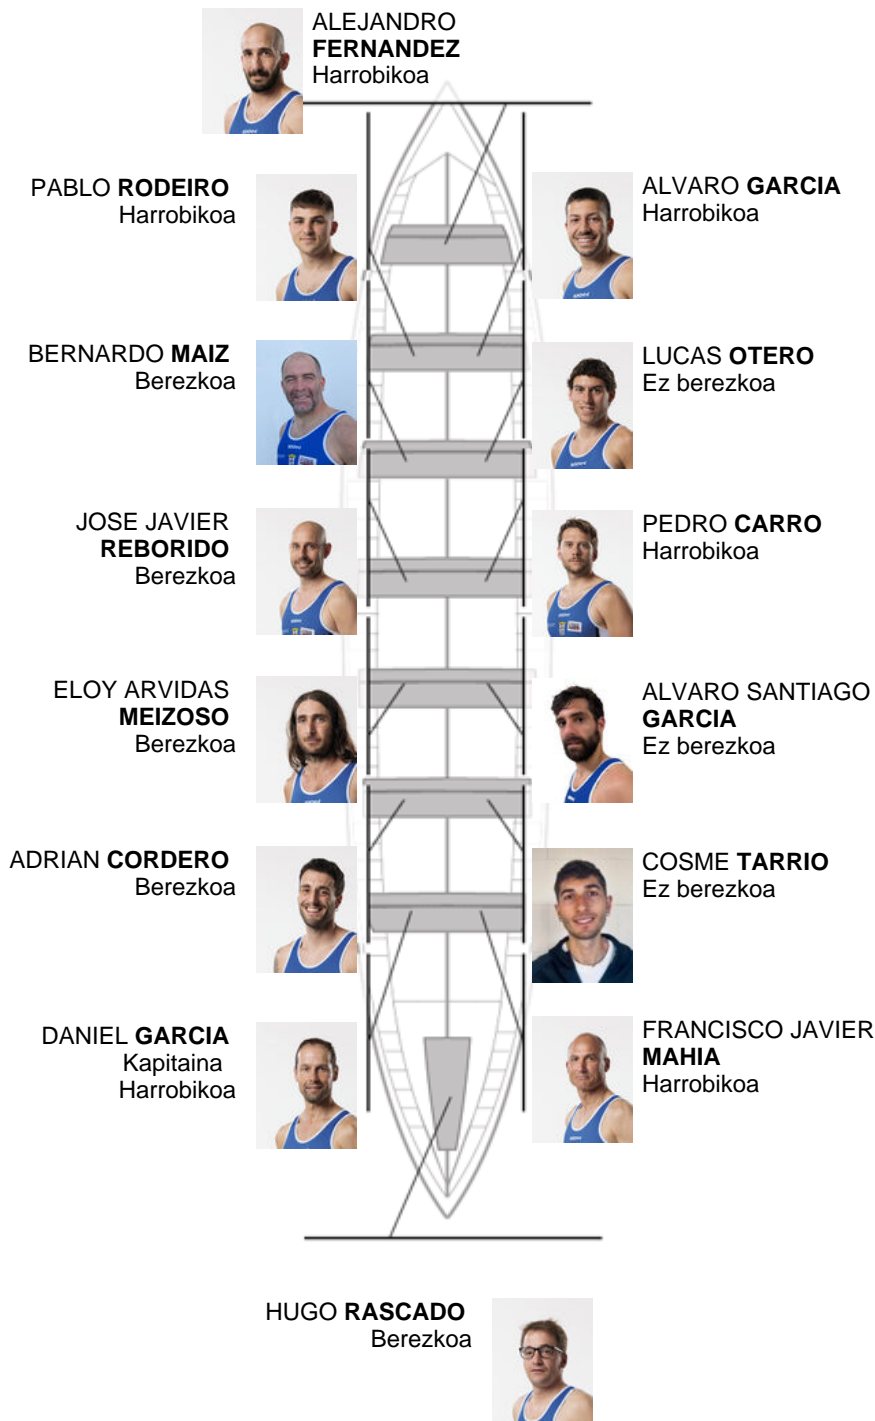 ALEJANDRO
FERNANDEZ
Harrobikoa
PABLO RODEIRO
Harrobikoa
ALVARO GARCIA
Harrobikoa
BERNARDO MAIZ
Berezkoa
LUCAS OTERO
Ez berezkoa
JOSE JAVIER
REBORIDO
Berezkoa
PEDRO CARRO
Harrobikoa
ELOY ARVIDAS
MEIZOSO
Berezkoa
ALVARO SANTIAGO
GARCIA
Ez berezkoa
ADRIAN CORDERO
Berezkoa
COSME TARRIO
Ez berezkoa
DANIEL GARCIA
Kapitaina
Harrobikoa
FRANCISCO JAVIER
MAHIA
Harrobikoa
HUGO RASCADO
Berezkoa